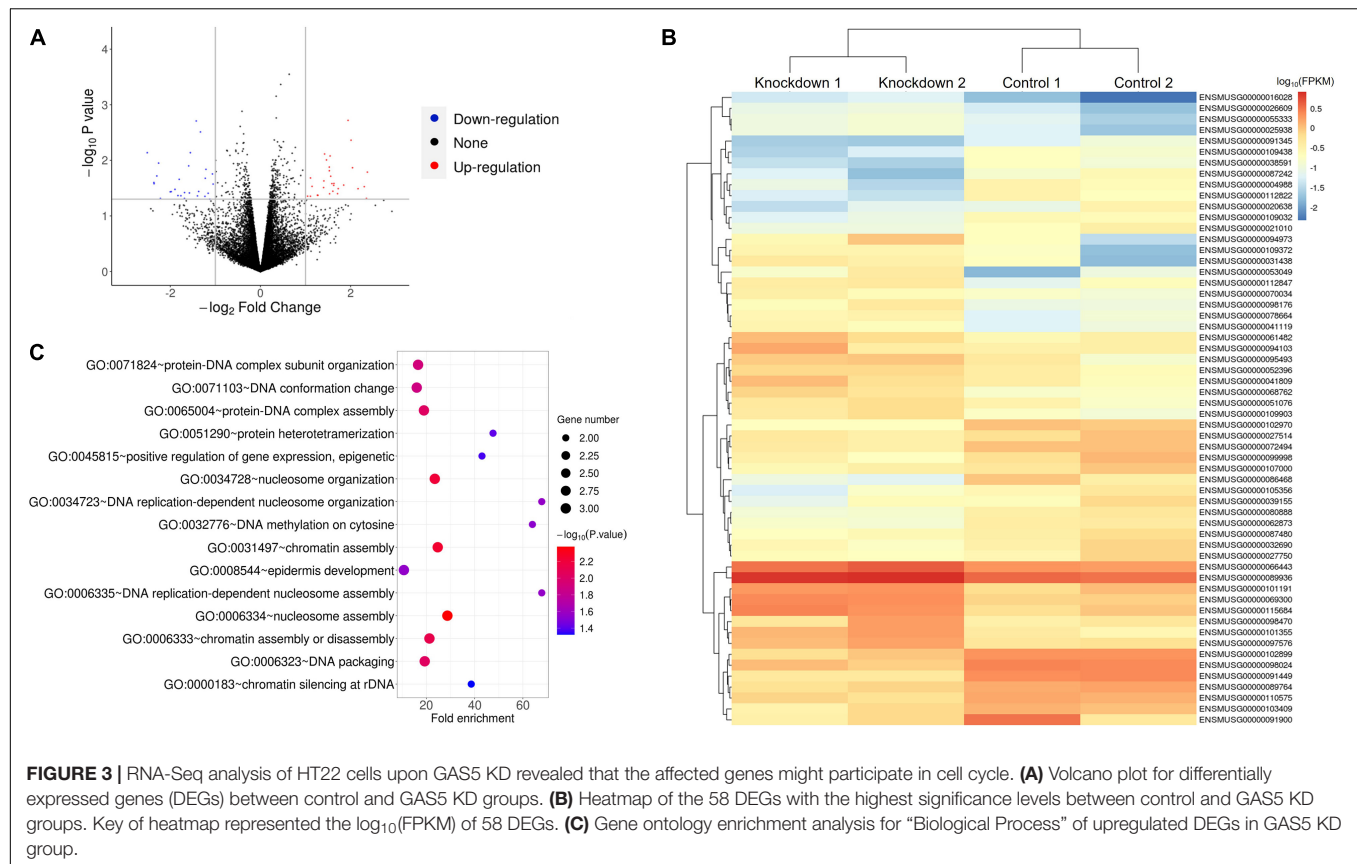 A
4
3
2
1
0
−log10 P value
-2
0
2
−log2 Fold Change
Down-regulation
None
Up-regulation
B
Knockdown 1
Knockdown 2
Control 1
Control 2
log10(FPKM)
0.5
0
-0.5
-1
-1.5
-2
ENSMUSG00000016028
ENSMUSG00000026609
ENSMUSG00000055333
ENSMUSG00000025938
ENSMUSG00000091345
ENSMUSG00000109438
ENSMUSG00000038591
ENSMUSG00000087242
ENSMUSG00000004988
ENSMUSG00000112822
ENSMUSG00000020638
ENSMUSG00000109032
ENSMUSG00000021010
ENSMUSG00000094973
ENSMUSG00000109372
ENSMUSG00000031438
ENSMUSG00000053049
ENSMUSG00000112847
ENSMUSG00000070034
ENSMUSG00000098176
ENSMUSG00000078664
ENSMUSG00000041119
ENSMUSG00000061482
ENSMUSG00000094103
ENSMUSG00000095493
ENSMUSG00000052396
ENSMUSG00000041809
ENSMUSG00000068762
ENSMUSG00000051076
ENSMUSG00000109903
ENSMUSG00000102970
ENSMUSG00000027514
ENSMUSG00000072494
ENSMUSG00000099998
ENSMUSG00000107000
ENSMUSG00000086468
ENSMUSG00000105356
ENSMUSG00000039155
ENSMUSG00000080888
ENSMUSG00000062873
ENSMUSG00000087480
ENSMUSG00000032690
ENSMUSG00000027750
ENSMUSG00000066443
ENSMUSG00000089936
ENSMUSG00000101191
ENSMUSG00000069300
ENSMUSG00000115684
ENSMUSG00000098470
ENSMUSG00000101355
ENSMUSG00000097576
ENSMUSG00000102899
ENSMUSG00000098024
ENSMUSG00000091449
ENSMUSG00000089764
ENSMUSG00000110575
ENSMUSG00000103409
ENSMUSG00000091900
C
GO:0071824~protein-DNA complex subunit organization
GO:0071103~DNA conformation change
GO:0065004~protein-DNA complex assembly
GO:0051290~protein heterotetramerization
GO:0045815~positive regulation of gene expression, epigenetic
GO:0034728~nucleosome organization
GO:0034723~DNA replication-dependent nucleosome organization
GO:0032776~DNA methylation on cytosine
GO:0031497~chromatin assembly
GO:0008544~epidermis development
GO:0006335~DNA replication-dependent nucleosome assembly
GO:0006334~nucleosome assembly
GO:0006333~chromatin assembly or disassembly
GO:0006323~DNA packaging
GO:0000183~chromatin silencing at rDNA
20
40
60
Fold enrichment
Gene number
2.00
2.25
2.50
2.75
3.00
−log10(P.value)
2.2
2.0
1.8
1.6
1.4
FIGURE 3 | RNA-Seq analysis of HT22 cells upon GAS5 KD revealed that the affected genes might participate in cell cycle. (A) Volcano plot for differentially
expressed genes (DEGs) between control and GAS5 KD groups. (B) Heatmap of the 58 DEGs with the highest significance levels between control and GAS5 KD
groups. Key of heatmap represented the log10(FPKM) of 58 DEGs. (C) Gene ontology enrichment analysis for “Biological Process” of upregulated DEGs in GAS5 KD
group.